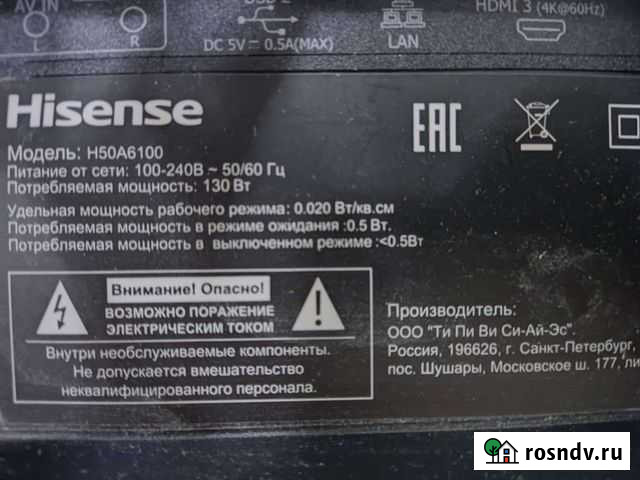 AV IN
HDMI 3 (4K@60Hz)
L
R
DC 5V ⎓ 0.5A(MAX)
LAN
Hisense
EAC
Модель: H50A6100
Питание от сети: 100-240В ~ 50/60 Гц
Потребляемая мощность: 130 Вт
Удельная мощность рабочего режима: 0.020 Вт/кв.см
Потребляемая мощность в режиме ожидания :0.5 Вт.
Потребляемая мощность в выключенном режиме :<0.5Вт
Внимание! Опасно!
ВОЗМОЖНО ПОРАЖЕНИЕ
ЭЛЕКТРИЧЕСКИМ ТОКОМ
Внутри необслуживаемые компоненты.
Не допускается вмешательство
неквалифицированного персонала.
Производитель:
ООО "Ти Пи Ви Си-Ай-Эс".
Россия, 196626, г. Санкт-Петербург,
пос. Шушары, Московское ш. 177, ли
rosndv.ru